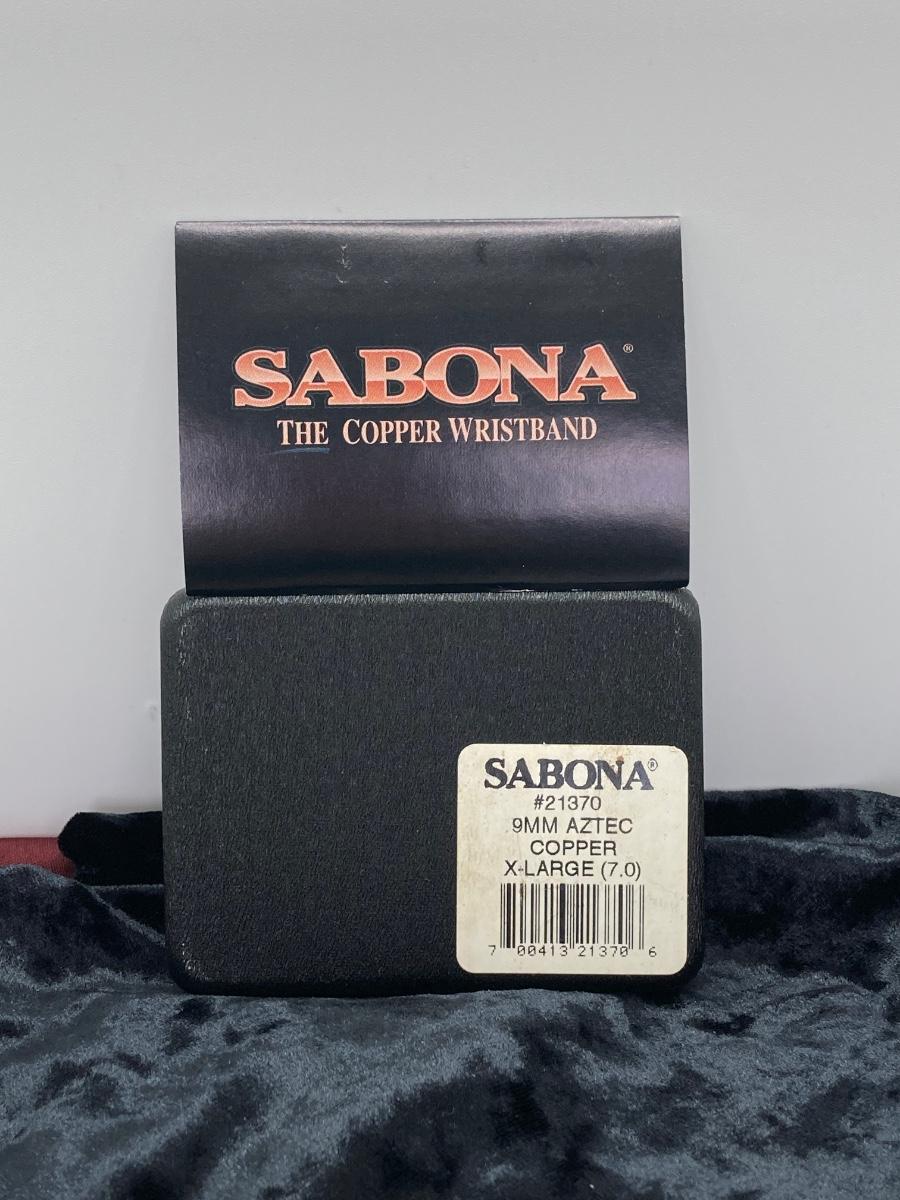 SABONA®
THE COPPER WRISTBAND
SABONA®
#21370
9MM AZTEC
COPPER
X-LARGE (7.0)
7 00413 21370 6